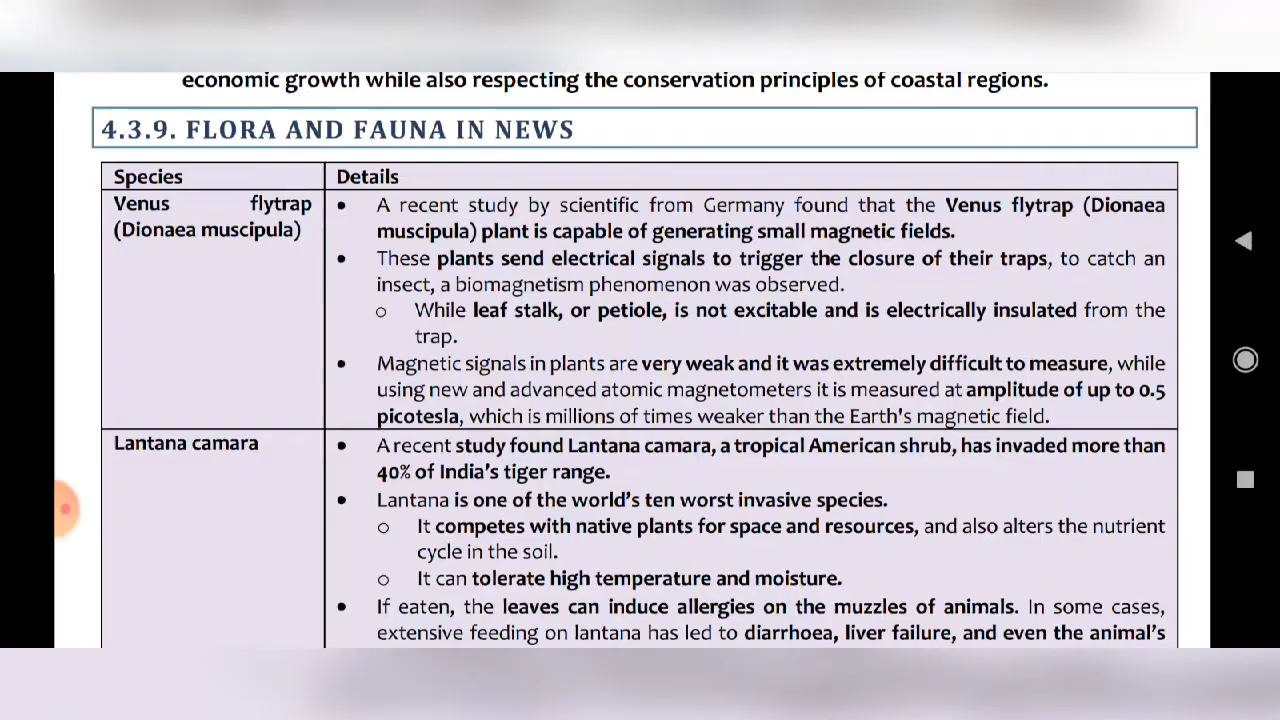 economic growth while also respecting the conservation principles of coastal regions.
4.3.9. FLORA AND FAUNA IN NEWS
Species Details
Venus flytrap
(Dionaea muscipula)
• A recent study by scientific from Germany found that the Venus flytrap (Dionaea
muscipula) plant is capable of generating small magnetic fields.
• These plants send electrical signals to trigger the closure of their traps, to catch an
insect, a biomagnetism phenomenon was observed.
o While leaf stalk, or petiole, is not excitable and is electrically insulated from the
trap.
• Magnetic signals in plants are very weak and it was extremely difficult to measure, while
using new and advanced atomic magnetometers it is measured at amplitude of up to 0.5
picotesla, which is millions of times weaker than the Earth's magnetic field.
Lantana camara
• A recent study found Lantana camara, a tropical American shrub, has invaded more than
40% of India's tiger range.
• Lantana is one of the world's ten worst invasive species.
o It competes with native plants for space and resources, and also alters the nutrient
cycle in the soil.
o It can tolerate high temperature and moisture.
• If eaten, the leaves can induce allergies on the muzzles of animals. In some cases,
extensive feeding on lantana has led to diarrhoea, liver failure, and even the animal's